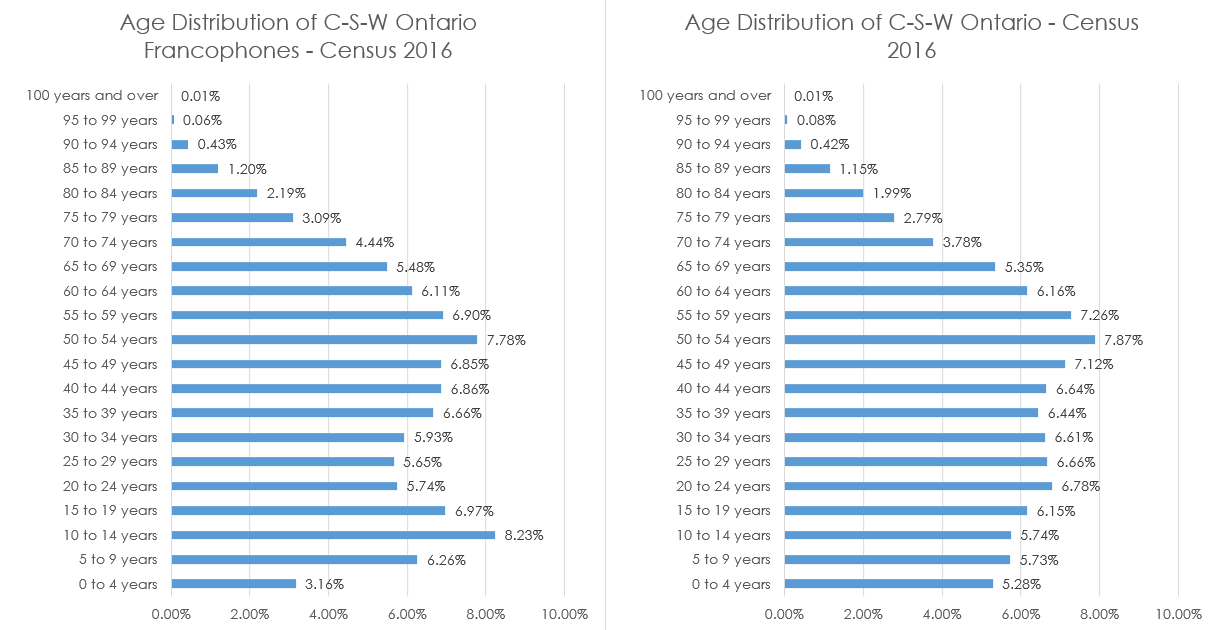 Age Distribution of C-S-W Ontario
Francophones - Census 2016
100 years and over 0.01%
95 to 99 years 0.06%
90 to 94 years 0.43%
85 to 89 years 1.20%
80 to 84 years 2.19%
75 to 79 years 3.09%
70 to 74 years 4.44%
65 to 69 years 5.48%
60 to 64 years 6.11%
55 to 59 years 6.90%
50 to 54 years 7.78%
45 to 49 years 6.85%
40 to 44 years 6.86%
35 to 39 years 6.66%
30 to 34 years 5.93%
25 to 29 years 5.65%
20 to 24 years 5.74%
15 to 19 years 6.97%
10 to 14 years 8.23%
5 to 9 years 6.26%
0 to 4 years 3.16%
0.00% 2.00% 4.00% 6.00% 8.00% 10.00%
Age Distribution of C-S-W Ontario - Census
2016
100 years and over 0.01%
95 to 99 years 0.08%
90 to 94 years 0.42%
85 to 89 years 1.15%
80 to 84 years 1.99%
75 to 79 years 2.79%
70 to 74 years 3.78%
65 to 69 years 5.35%
60 to 64 years 6.16%
55 to 59 years 7.26%
50 to 54 years 7.87%
45 to 49 years 7.12%
40 to 44 years 6.64%
35 to 39 years 6.44%
30 to 34 years 6.61%
25 to 29 years 6.66%
20 to 24 years 6.78%
15 to 19 years 6.15%
10 to 14 years 5.74%
5 to 9 years 5.73%
0 to 4 years 5.28%
0.00% 2.00% 4.00% 6.00% 8.00% 10.00%